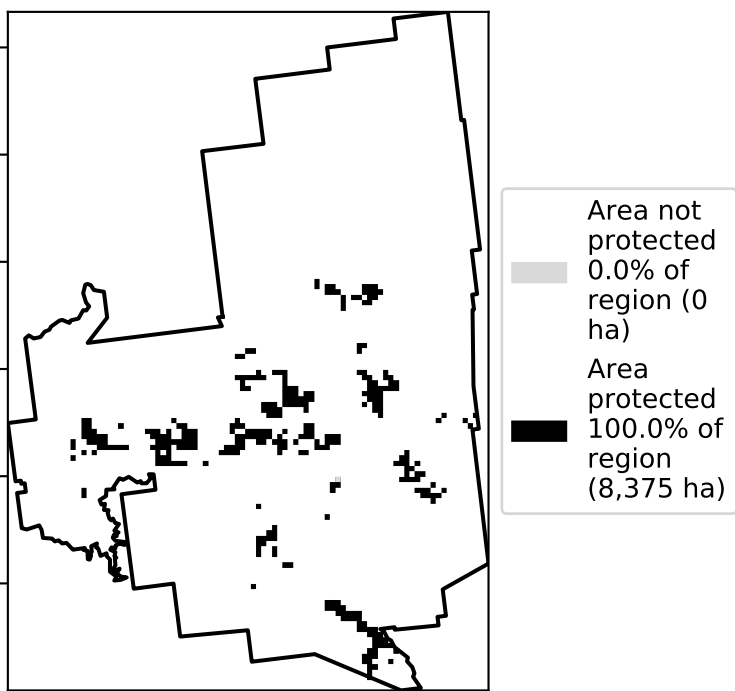 Area not
protected
0.0% of
region (0
ha)
Area
protected
100.0% of
region
(8,375 ha)